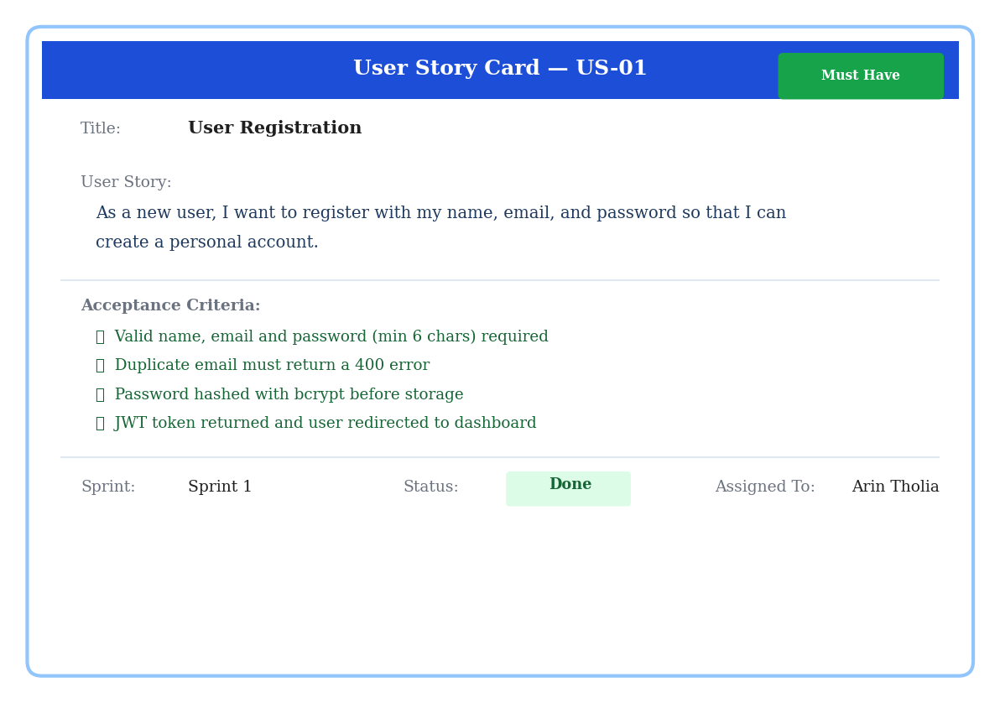 User Story Card — US-01
Must Have
Title: User Registration
User Story:
As a new user, I want to register with my name, email, and password so that I can
create a personal account.
Acceptance Criteria:
Valid name, email and password (min 6 chars) required
Duplicate email must return a 400 error
Password hashed with bcrypt before storage
JWT token returned and user redirected to dashboard
Sprint: Sprint 1 Status: Done Assigned To: Arin Tholia